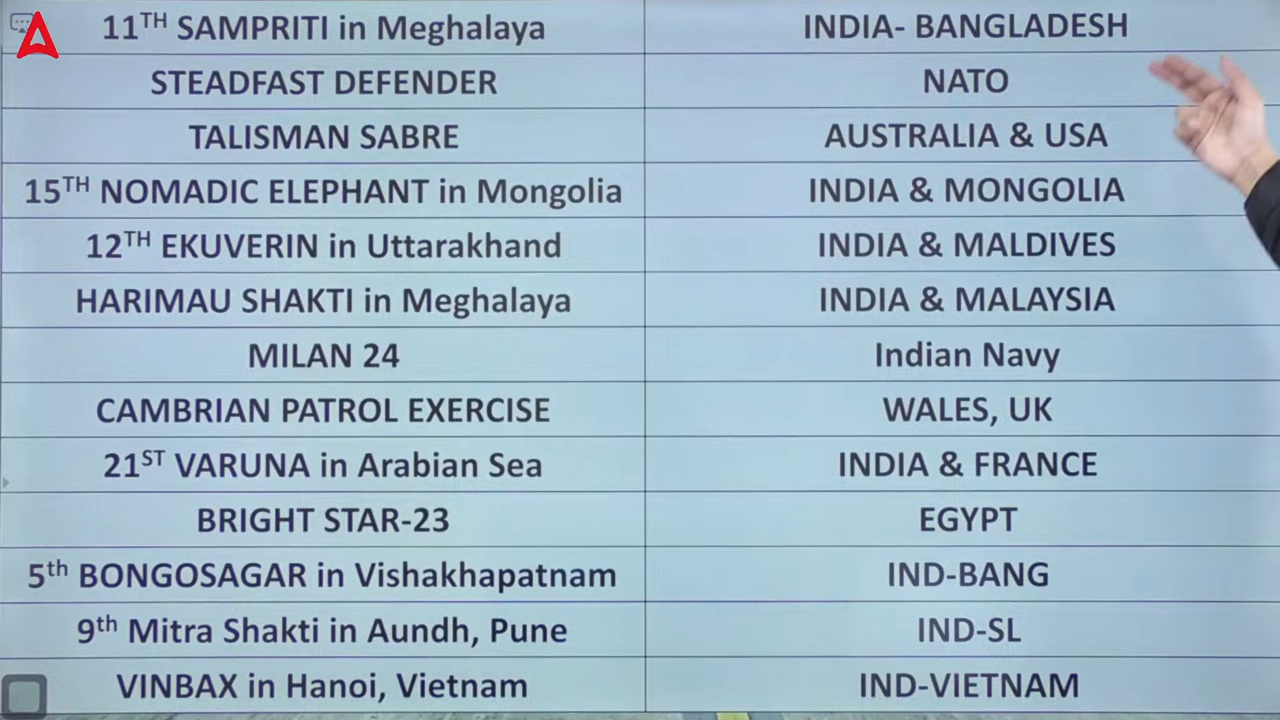 11TH SAMPRITI in Meghalaya INDIA- BANGLADESH
STEADFAST DEFENDER NATO
TALISMAN SABRE AUSTRALIA & USA
15TH NOMADIC ELEPHANT in Mongolia INDIA & MONGOLIA
12TH EKUVERIN in Uttarakhand INDIA & MALDIVES
HARIMAU SHAKTI in Meghalaya INDIA & MALAYSIA
MILAN 24 Indian Navy
CAMBRIAN PATROL EXERCISE WALES, UK
21ST VARUNA in Arabian Sea INDIA & FRANCE
BRIGHT STAR-23 EGYPT
5th BONGOSAGAR in Vishakhapatnam IND-BANG
9th Mitra Shakti in Aundh, Pune IND-SL
VINBAX in Hanoi, Vietnam IND-VIETNAM